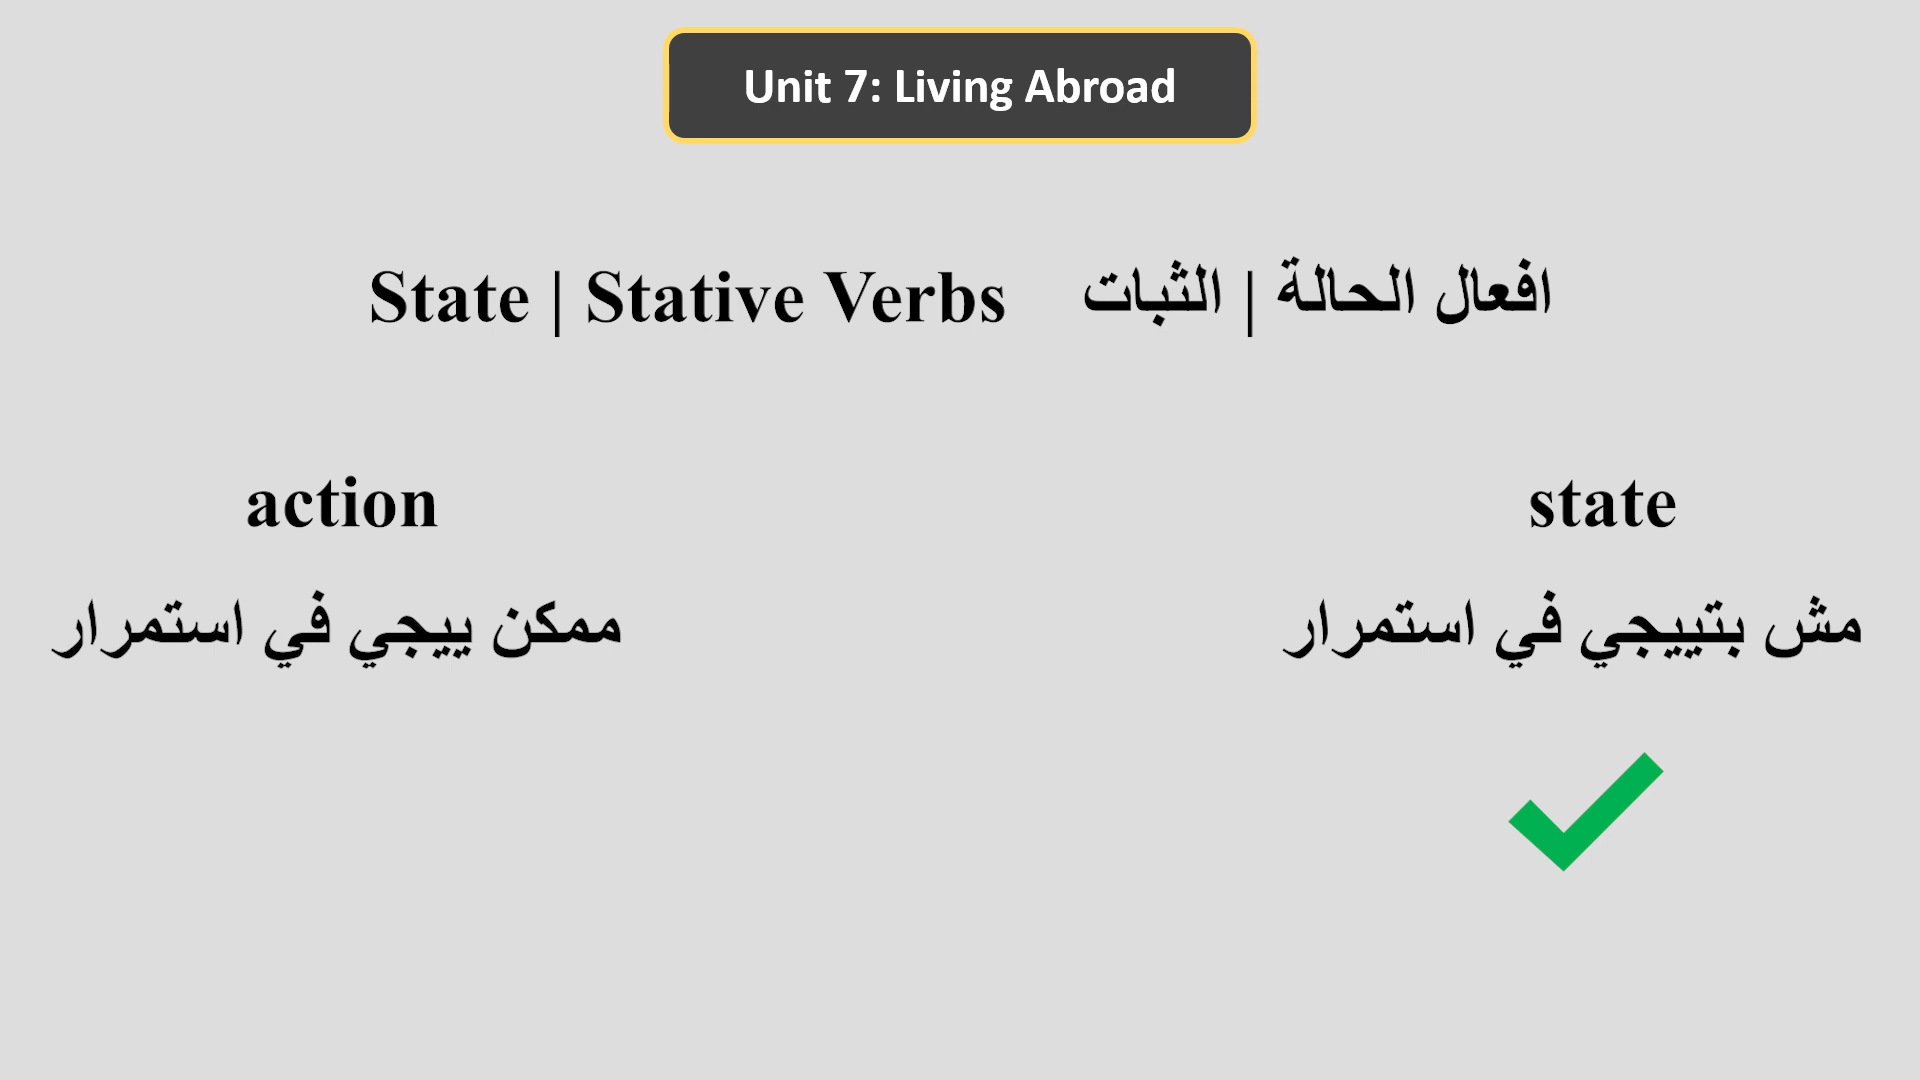 Unit 7: Living Abroad
State | Stative Verbs افعال الحالة | الثبات
action
state
ممكن ييجي في استمرار
مش بتييجي في استمرار